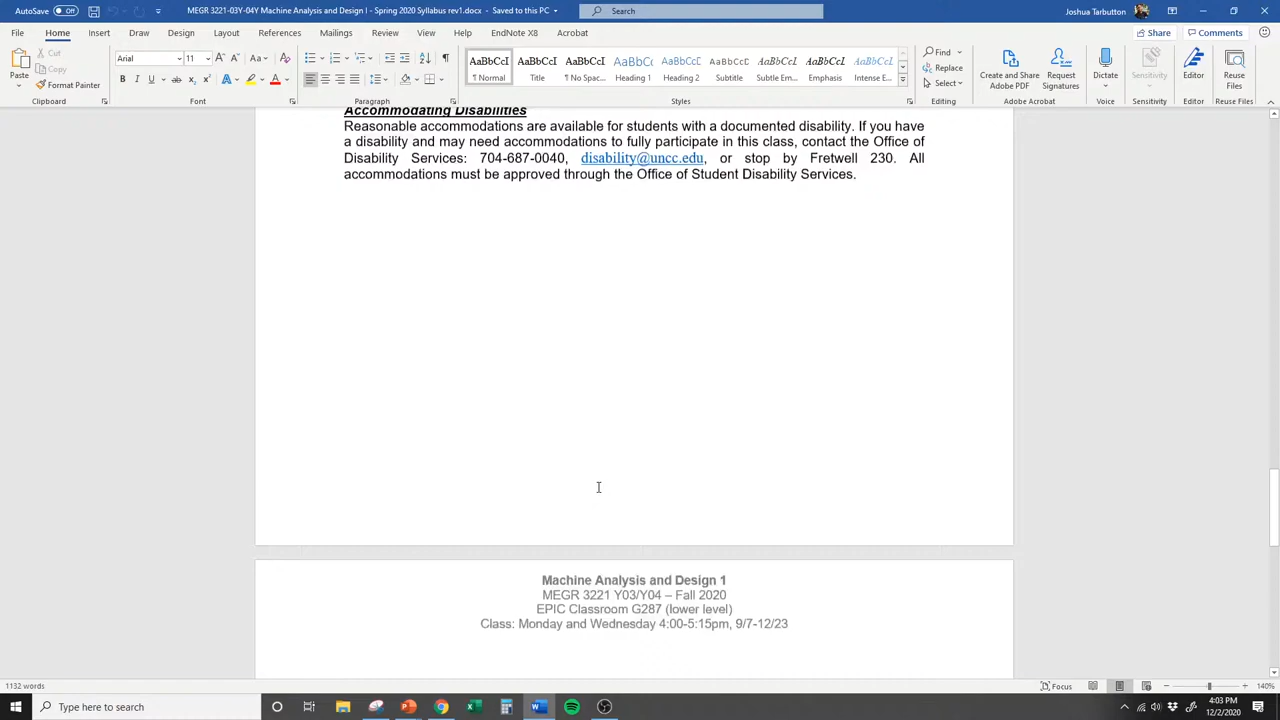 AutoSave Off
MEGR 3221-03Y-04Y Machine Analysis and Design I - Spring 2020 Syllabus rev1.docx - Saved to this PC
Search
Joshua Tarbutton
File Home Insert Draw Design Layout References Mailings Review View Help EndNote X8 Acrobat
Share Comments
Paste
Cut
Copy
Format Painter
Clipboard
Arial 11
Font
Paragraph
AaBbCcI AaBbCcI AaBbCcI AaBbCc AaBbCcD AaBbCcD AaBbCcI AaBbCcI AaBbCcI
¶ Normal Title ¶ No Spac... Heading 1 Heading 2 Subtitle Subtle Em... Emphasis Intense E...
Styles
Find
Replace
Select
Editing
Create and Share
Adobe PDF
Request
Signatures
Adobe Acrobat
Dictate
Voice
Sensitivity
Sensitivity
Editor
Editor
Reuse
Files
Reuse Files
Accommodating Disabilities
Reasonable accommodations are available for students with a documented disability. If you have
a disability and may need accommodations to fully participate in this class, contact the Office of
Disability Services: 704-687-0040, disability@uncc.edu, or stop by Fretwell 230. All
accommodations must be approved through the Office of Student Disability Services.
Machine Analysis and Design 1
MEGR 3221 Y03/Y04 – Fall 2020
EPIC Classroom G287 (lower level)
Class: Monday and Wednesday 4:00-5:15pm, 9/7-12/23
1132 words
Focus
140%
Type here to search
4:03 PM
12/2/2020